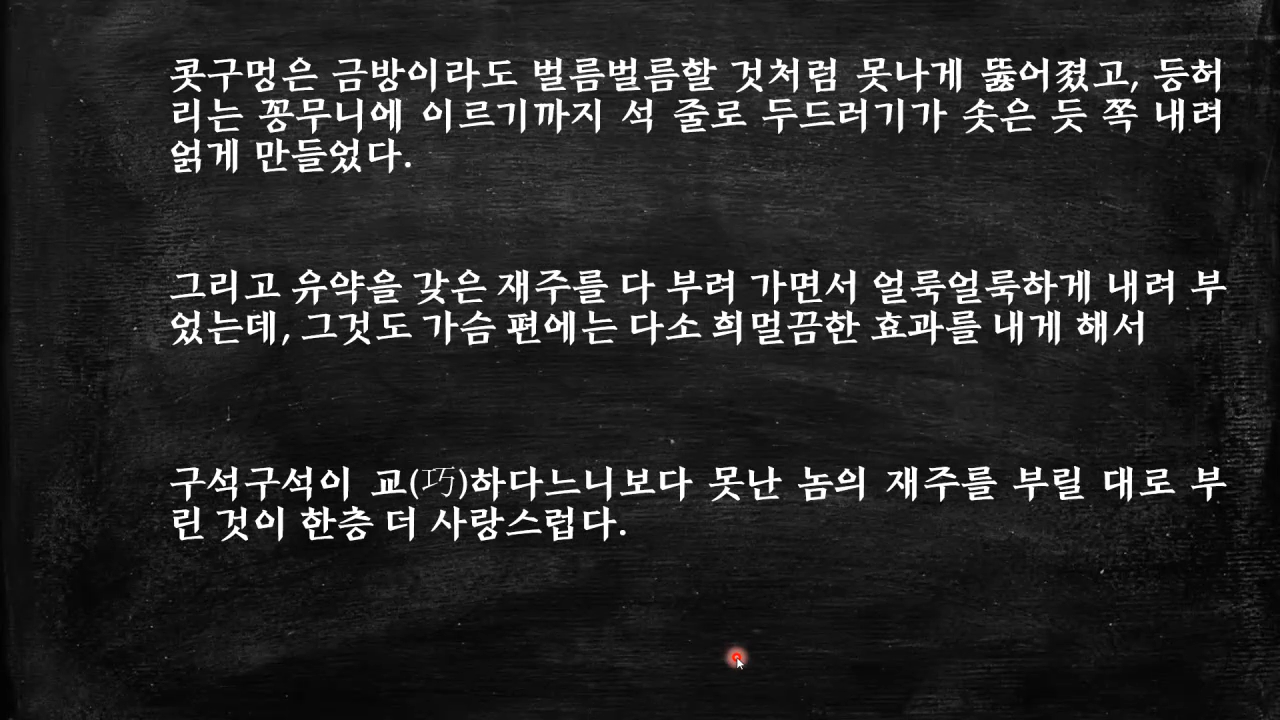 콧구멍은 금방이라도 벌름벌름할 것처럼 못나게 뚫어졌고, 등허
리는 꽁무니에 이르기까지 석 줄로 두드러기가 솟은 듯 쪽 내려
얽게 만들었다.
그리고 유약을 갖은 재주를 다 부려 가면서 얼룩얼룩하게 내려 부
었는데, 그것도 가슴 편에는 다소 희멀끔한 효과를 내게 해서
구석구석이 교(巧)하다느니보다 못난 놈의 재주를 부릴 대로 부
린 것이 한층 더 사랑스럽다.